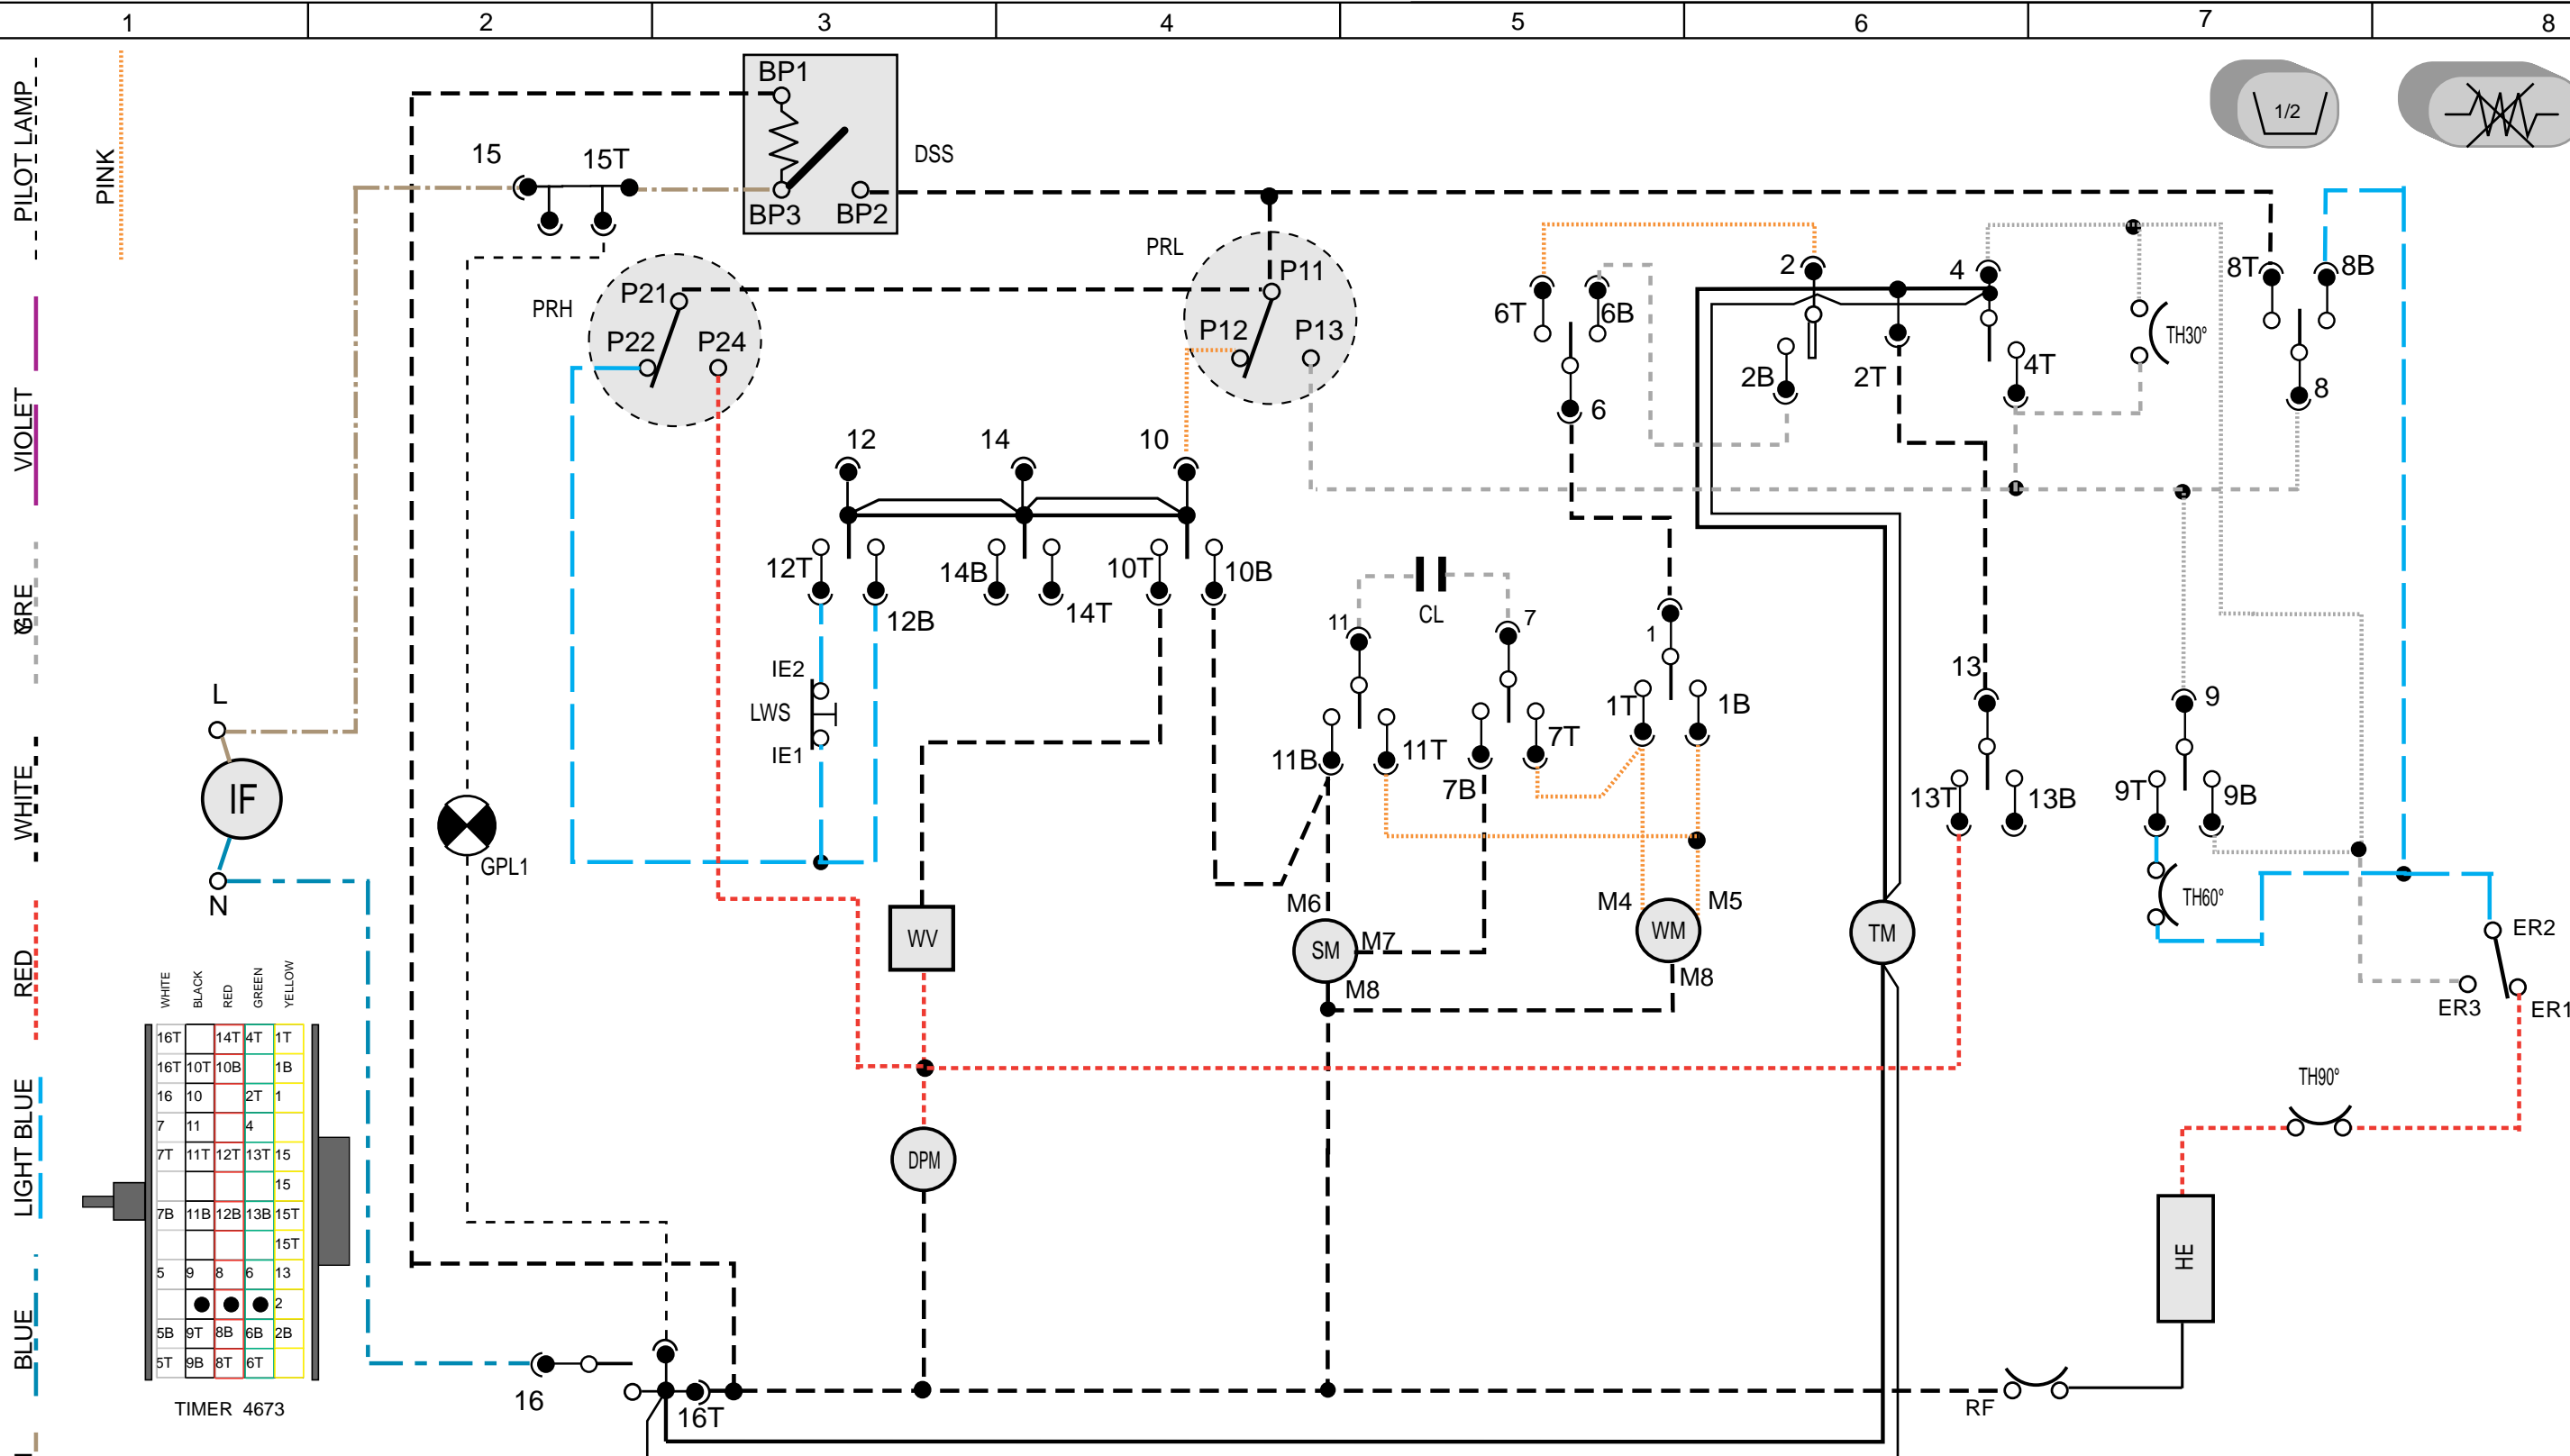 1 2 3 4 5 6 7 8
PILOT LAMP
PINK
VIOLET
WHITE
RED
LIGHT BLUE
BLUE
1/2
BP1
DSS
BP3 BP2
15 15T
PRL
PRH
P21
P22 P24
P11
P12 P13
2 4
8T 8B
6T 6B
TH30°
2B 2T 4T
8
6
12 14 10
12T 12B
14B 14T
10T 10B
CL
11 7 1
13 9
L
IF
N
IE2
LWS
IE1
11B 11T
7B 7T
1T 1B
13T 13B
9T 9B
GPL1
TH60°
M6 M4 M5
WV
SM M7
WM
TM
M8 M8
ER2
ER3 ER1
TH90°
DPM
HE
WHITE BLACK RED GREEN YELLOW
16T 14T 4T 1T
16T 10T 10B 1B
16 10 2T 1
7 11 4
7T 11T 12T 13T 15
15
7B 11B 12B 13B 15T
15T
5 9 8 6 13
2
5B 9T 8B 6B 2B
5T 9B 8T 6T
TIMER 4673
16
16T
RF